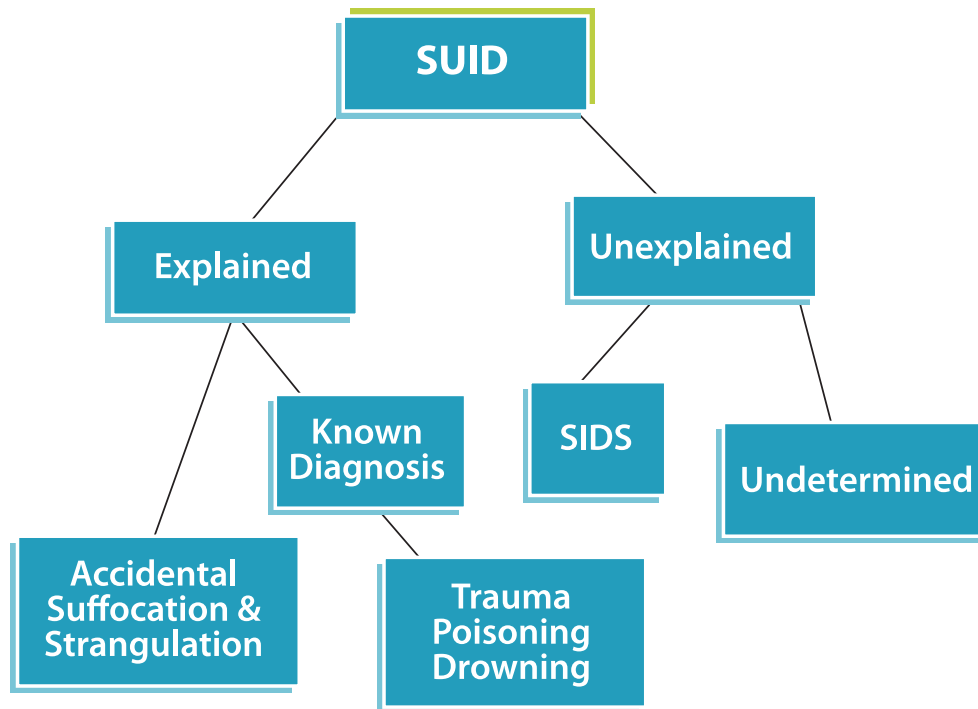 SUID
Explained
Unexplained
Known
Diagnosis
SIDS
Undetermined
Accidental
Suffocation &
Strangulation
Trauma
Poisoning
Drowning